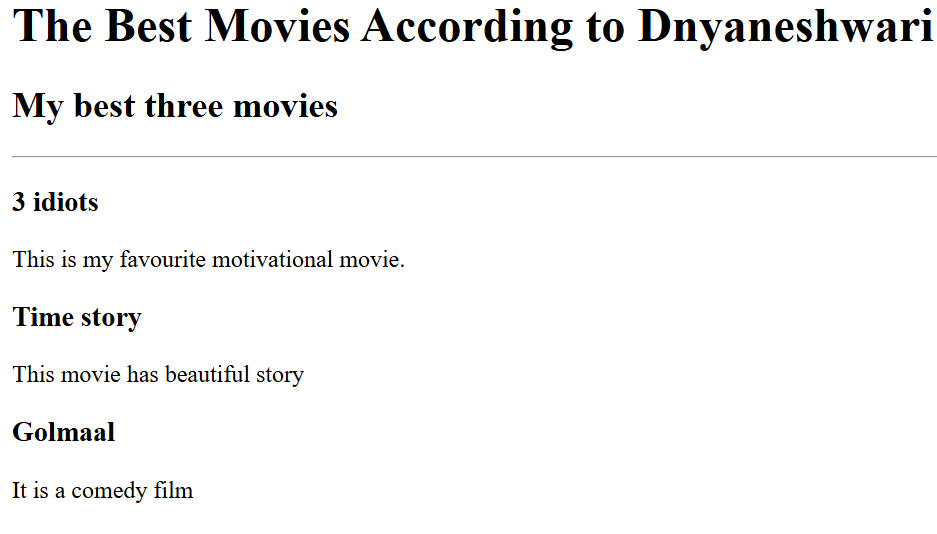 The Best Movies According to Dnyaneshwari
My best three movies
3 idiots
This is my favourite motivational movie.
Time story
This movie has beautiful story
Golmaal
It is a comedy film